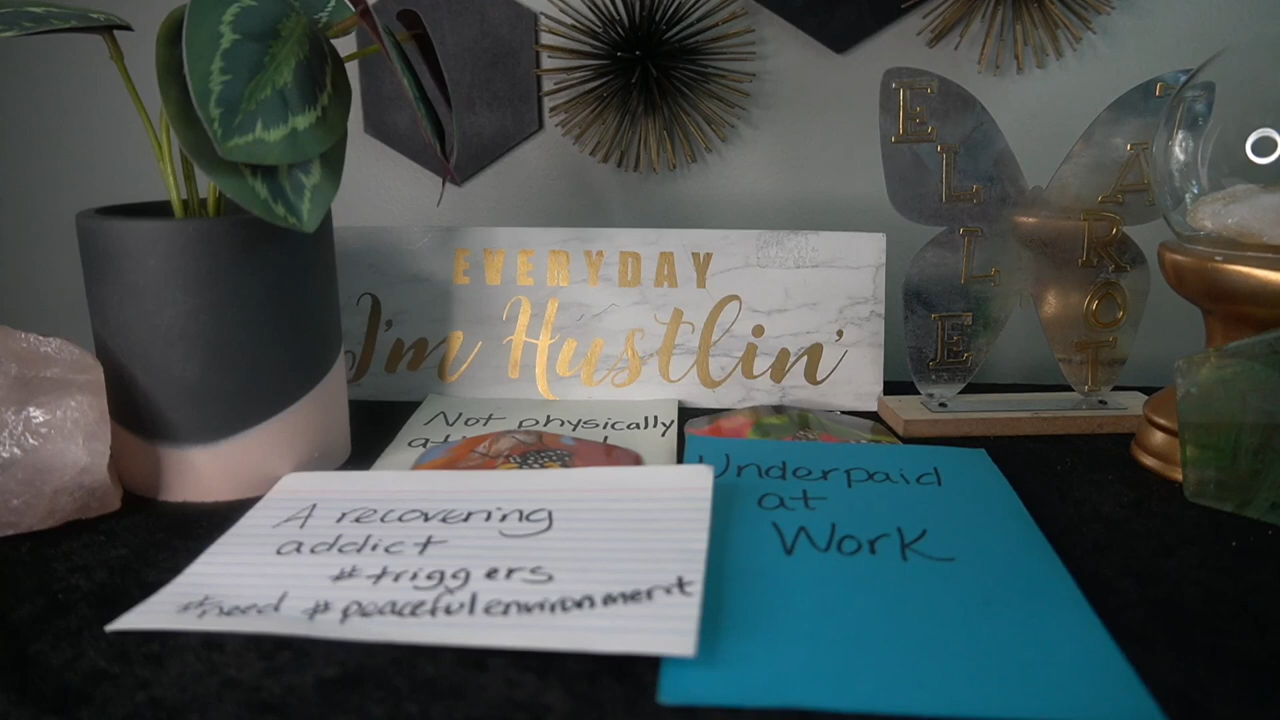 EVERYDAY
I'm Hustlin'
ELLE
TAROT
Not physically
A recovering
addict
#triggers
#need #peacefulenvironment
Underpaid
at
Work